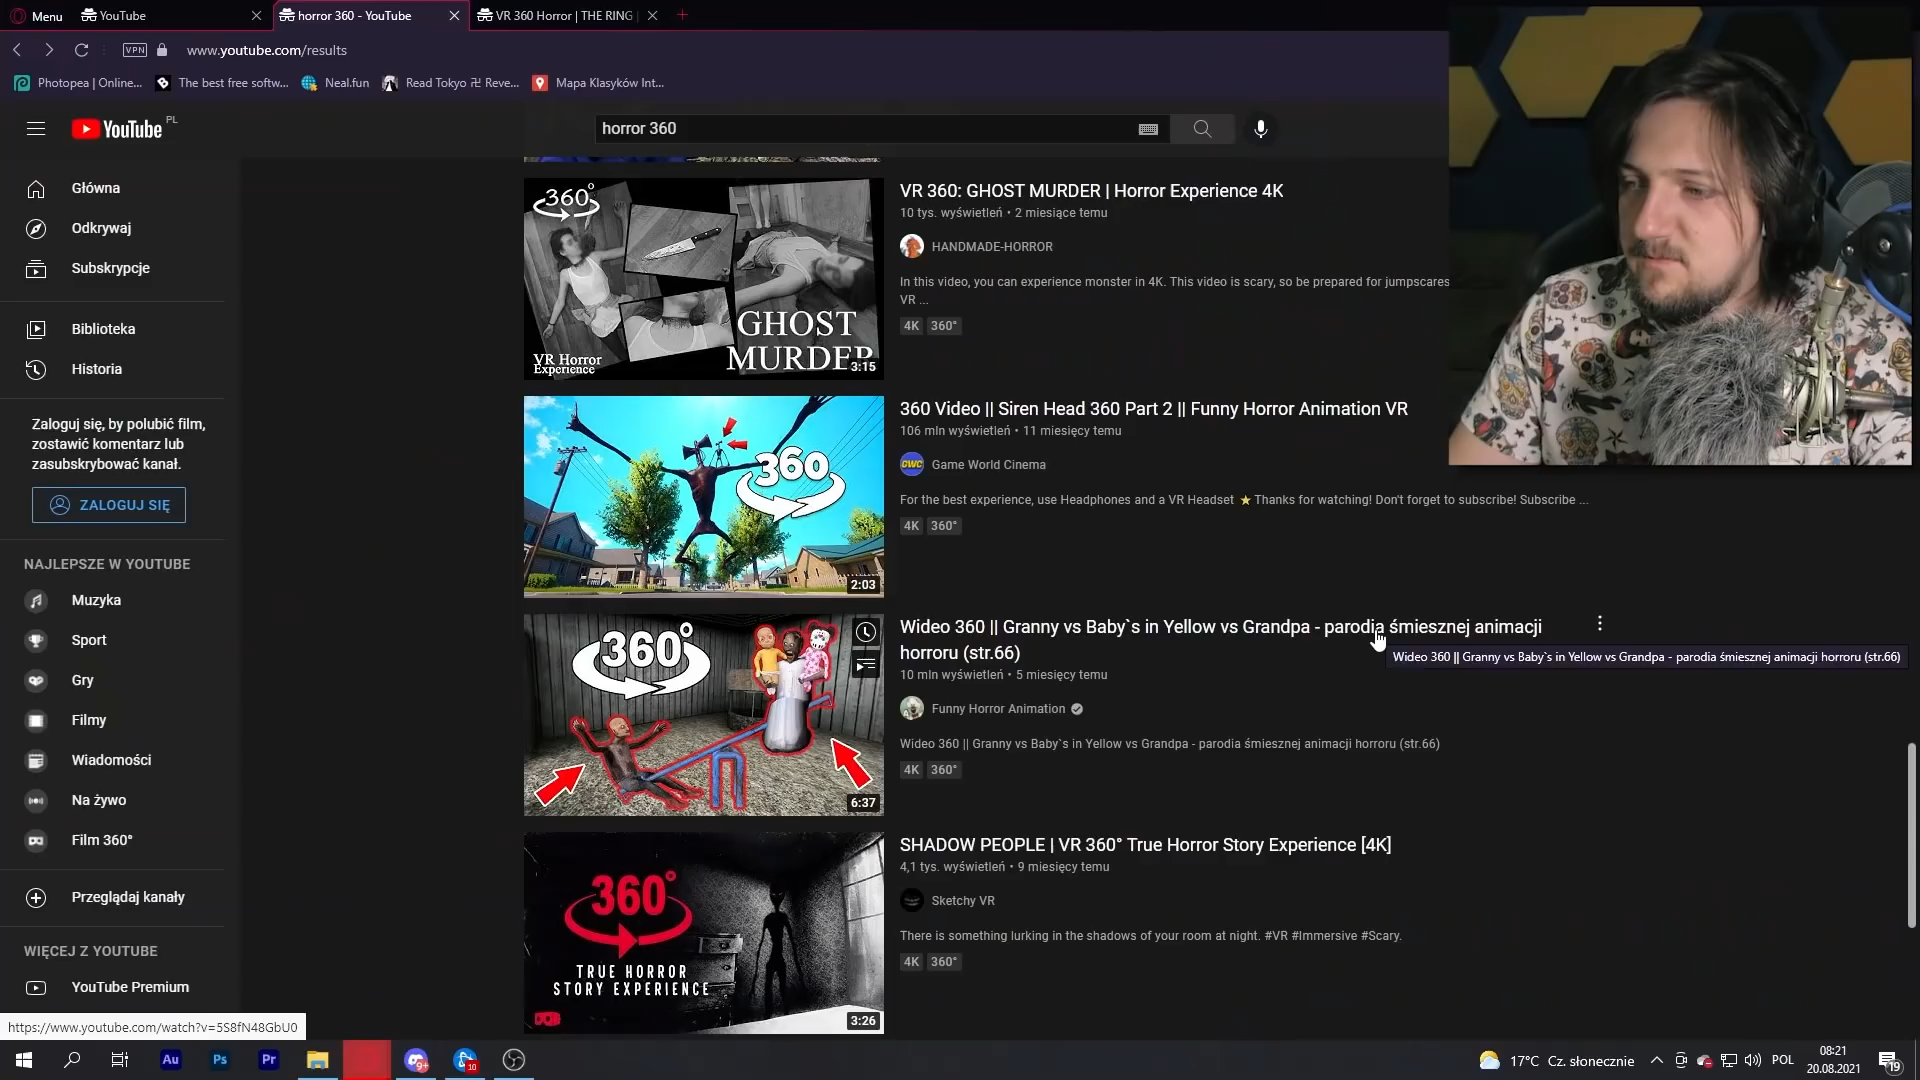 Menu
YouTube
horror 360 - YouTube
VR 360 Horror | THE RING
VPN
www.youtube.com/results
Photopea | Online...
The best free softw...
Neal.fun
Read Tokyo 卍 Reve...
Mapa Klasyków Int...
YouTube PL
horror 360
Główna
Odkrywaj
Subskrypcje
Biblioteka
Historia
Zaloguj się, by polubić film,
zostawić komentarz lub
zasubskrybować kanał.
ZALOGUJ SIĘ
NAJLEPSZE W YOUTUBE
Muzyka
Sport
Gry
Filmy
Wiadomości
Na żywo
Film 360°
Przeglądaj kanały
WIĘCEJ Z YOUTUBE
YouTube Premium
https://www.youtube.com/watch?v=5S8fN48GbU0
360°
GHOST
MURDER
VR Horror
Experience
3:15
VR 360: GHOST MURDER | Horror Experience 4K
10 tys. wyświetleń • 2 miesiące temu
HANDMADE-HORROR
In this video, you can experience monster in 4K. This video is scary, so be prepared for jumpscares
VR ...
4K 360°
360
2:03
360 Video || Siren Head 360 Part 2 || Funny Horror Animation VR
106 mln wyświetleń • 11 miesięcy temu
GWC
Game World Cinema
For the best experience, use Headphones and a VR Headset ★ Thanks for watching! Don't forget to subscribe! Subscribe ...
4K 360°
360°
6:37
Wideo 360 || Granny vs Baby`s in Yellow vs Grandpa - parodia śmiesznej animacji
horroru (str.66)
Wideo 360 || Granny vs Baby`s in Yellow vs Grandpa - parodia śmiesznej animacji horroru (str.66)
10 mln wyświetleń • 5 miesięcy temu
Funny Horror Animation
Wideo 360 || Granny vs Baby`s in Yellow vs Grandpa - parodia śmiesznej animacji horroru (str.66)
4K 360°
360°
TRUE HORROR
STORY EXPERIENCE
3:26
SHADOW PEOPLE | VR 360° True Horror Story Experience [4K]
4,1 tys. wyświetleń • 9 miesięcy temu
Sketchy VR
There is something lurking in the shadows of your room at night. #VR #Immersive #Scary.
4K 360°
Au
Ps
Pr
9+
10
17°C Cz. słonecznie
POL
08:21
20.08.2021
19